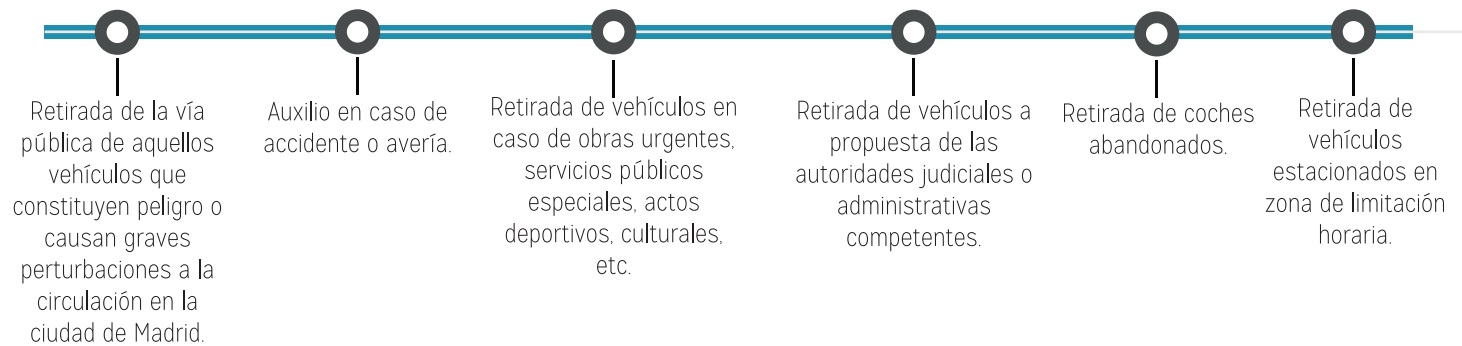 Retirada de la vía
pública de aquellos
vehículos que
constituyen peligro o
causan graves
perturbaciones a la
circulación en la
ciudad de Madrid.
Auxilio en caso de
accidente o avería.
Retirada de vehículos en
caso de obras urgentes,
servicios públicos
especiales, actos
deportivos, culturales,
etc.
Retirada de vehículos a
propuesta de las
autoridades judiciales o
administrativas
competentes.
Retirada de coches
abandonados.
Retirada de
vehículos
estacionados en
zona de limitación
horaria.